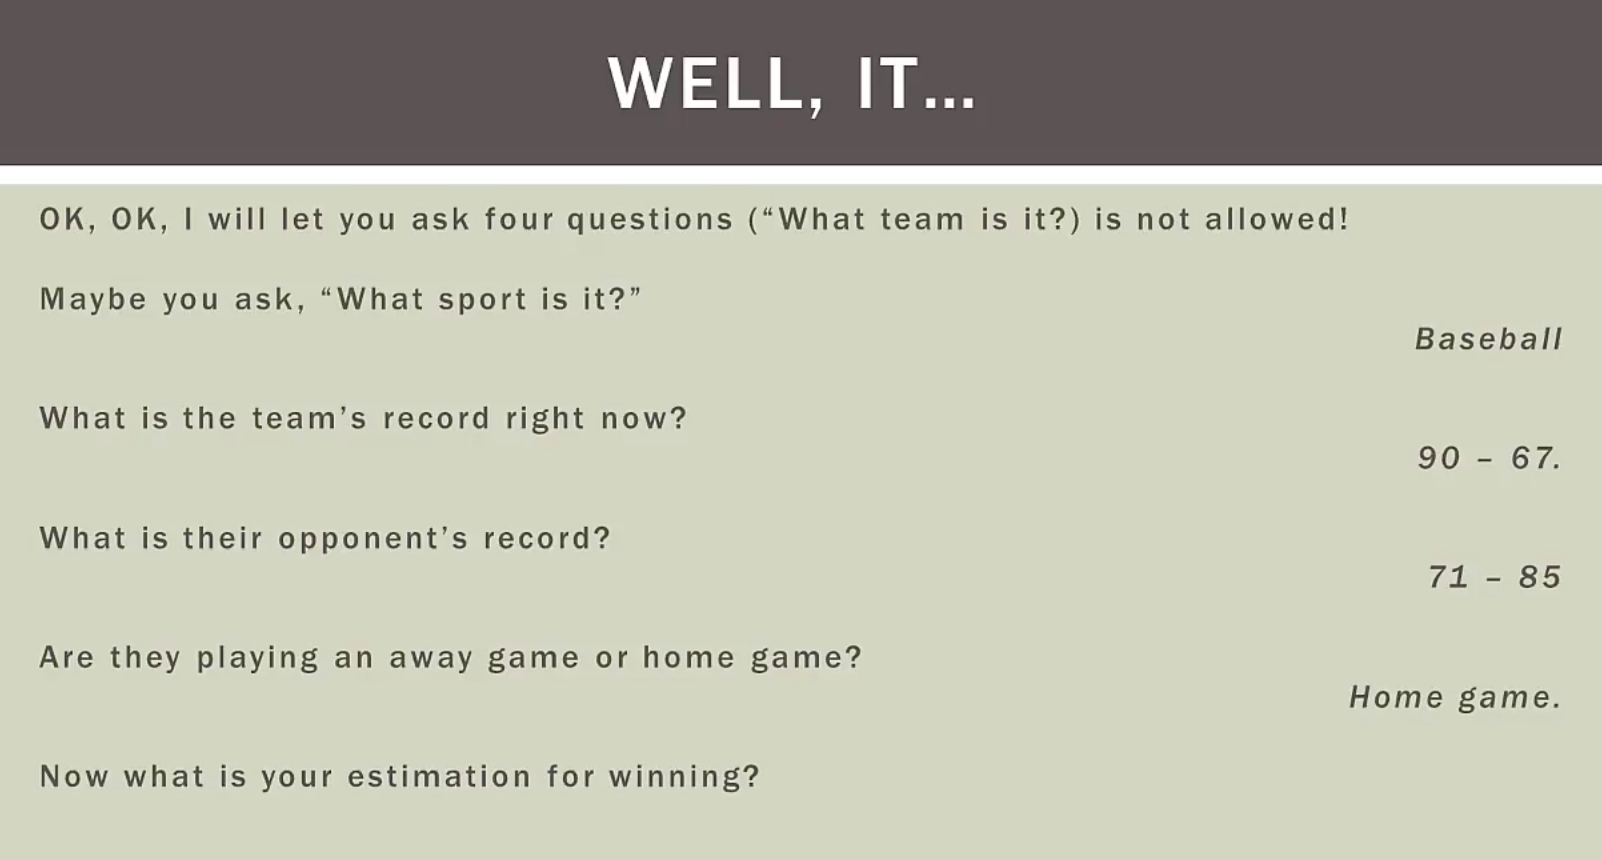 WELL, IT…
OK, OK, I will let you ask four questions (“What team is it?) is not allowed!
Maybe you ask, “What sport is it?”
Baseball
What is the team’s record right now?
90 – 67.
What is their opponent’s record?
71 – 85
Are they playing an away game or home game?
Home game.
Now what is your estimation for winning?